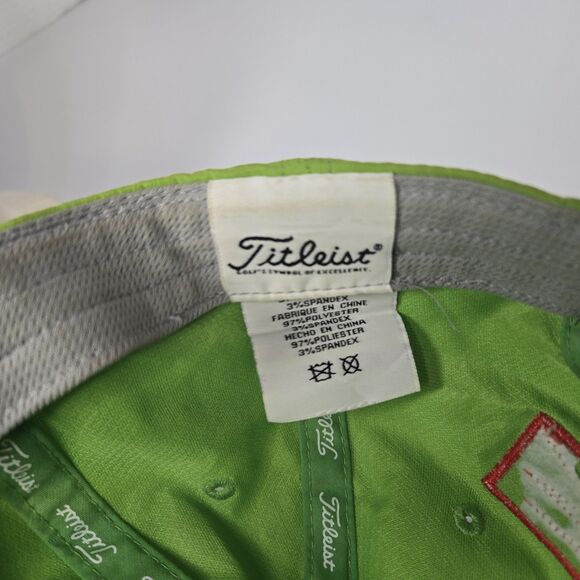 Titleist®
GOLF'S SYMBOL OF EXCELLENCE.
3%SPANDEX
FABRIQUE EN CHINE
97%POLYESTER
3%SPANDEX
HECHO EN CHINA
97%POLIESTER
3%SPANDEX
Titleist
Titleist
Titleist
Titleist